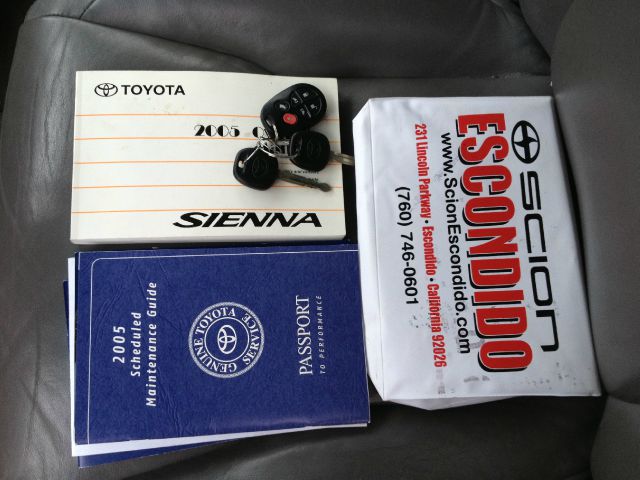 TOYOTA
2005
SIENNA
2005
Scheduled
Maintenance Guide
GENUINE TOYOTA SERVICE
PASSPORT
TO PERFORMANCE
SCION
ESCONDIDO
www.ScionEscondido.com
231 Lincoln Parkway • Escondido • California 92026
(760) 746-0601